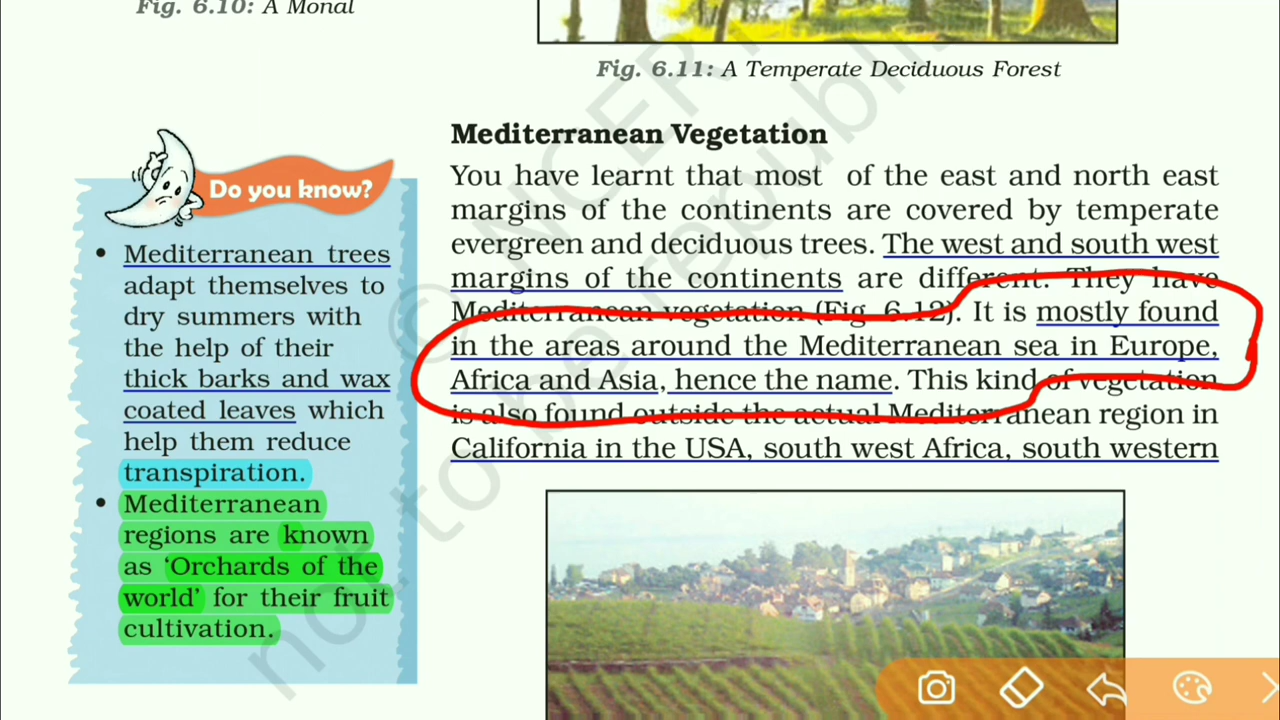 Fig. 6.10: A Monal
Fig. 6.11: A Temperate Deciduous Forest
Do you know?
• Mediterranean trees
adapt themselves to
dry summers with
the help of their
thick barks and wax
coated leaves which
help them reduce
transpiration.
• Mediterranean
regions are known
as ‘Orchards of the
world’ for their fruit
cultivation.
Mediterranean Vegetation
You have learnt that most of the east and north east
margins of the continents are covered by temperate
evergreen and deciduous trees. The west and south west
margins of the continents are different. They have
Mediterranean vegetation (Fig. 6.12). It is mostly found
in the areas around the Mediterranean sea in Europe,
Africa and Asia, hence the name. This kind of vegetation
is also found outside the actual Mediterranean region in
California in the USA, south west Africa, south western
© NCERT
not to be republi